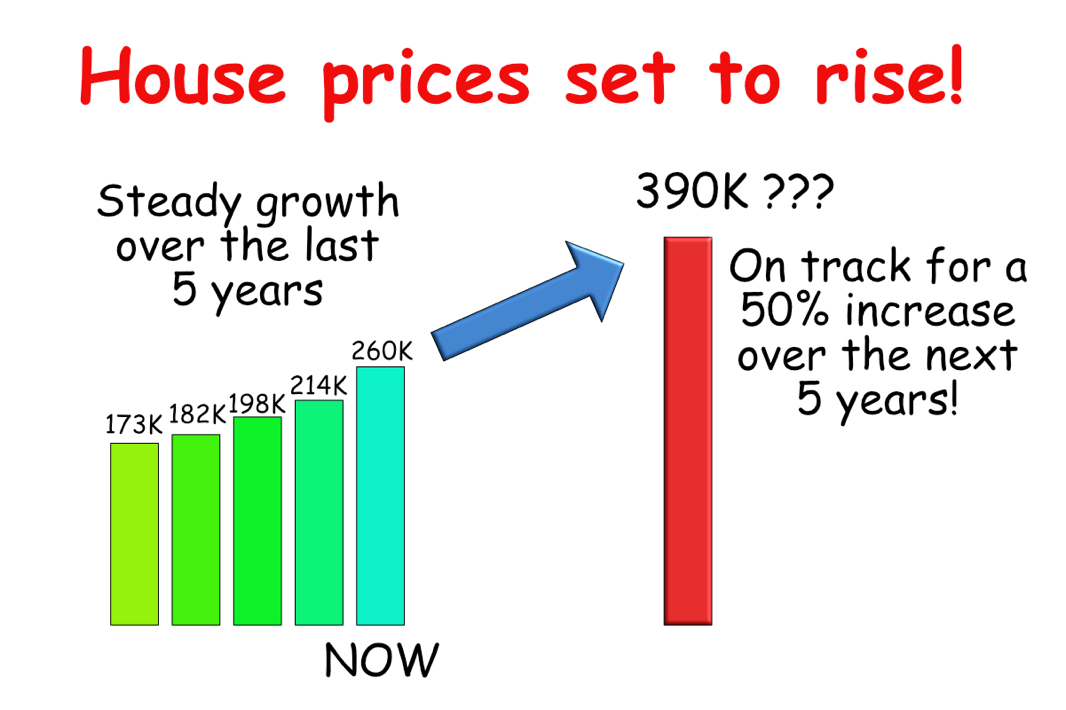 House prices set to rise!
Steady growth
over the last
5 years
173K
182K
198K
214K
260K
NOW
390K ???
On track for a
50% increase
over the next
5 years!